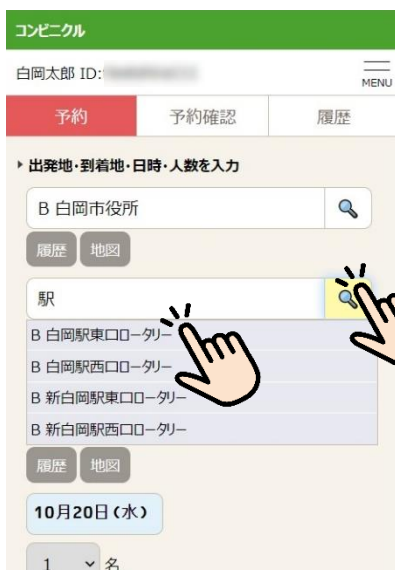 コンビニクル
白岡太郎 ID:
MENU
予約 予約確認 履歴
出発地・到着地・日時・人数を入力
B 白岡市役所
履歴 地図
駅
B 白岡駅東口ロータリー
B 白岡駅西口ロータリー
B 新白岡駅東口ロータリー
B 新白岡駅西口ロータリー
履歴 地図
10月20日(水)
1 名